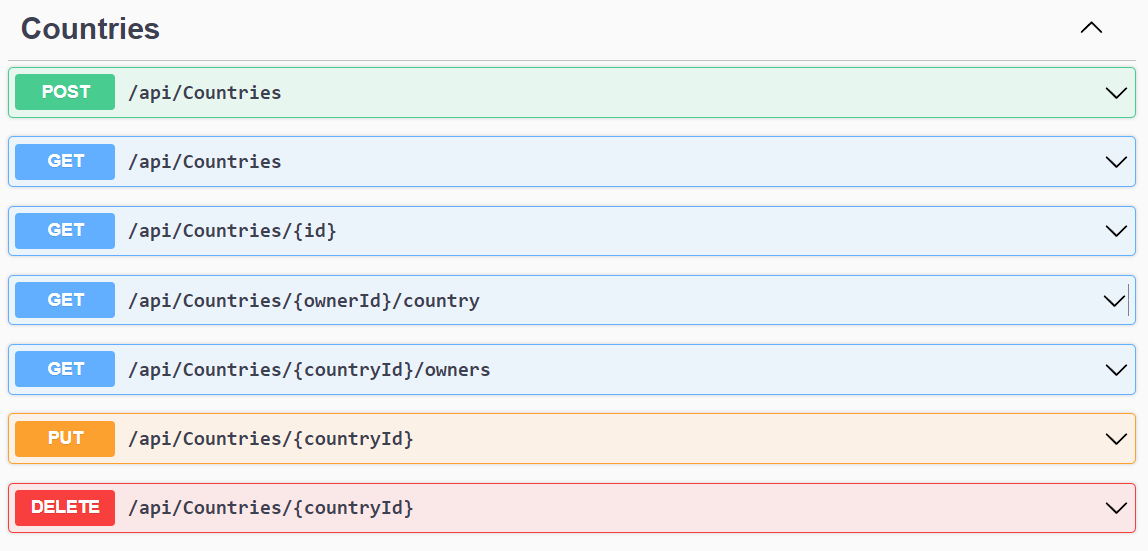 Countries
POST /api/Countries
GET /api/Countries
GET /api/Countries/{id}
GET /api/Countries/{ownerId}/country
GET /api/Countries/{countryId}/owners
PUT /api/Countries/{countryId}
DELETE /api/Countries/{countryId}